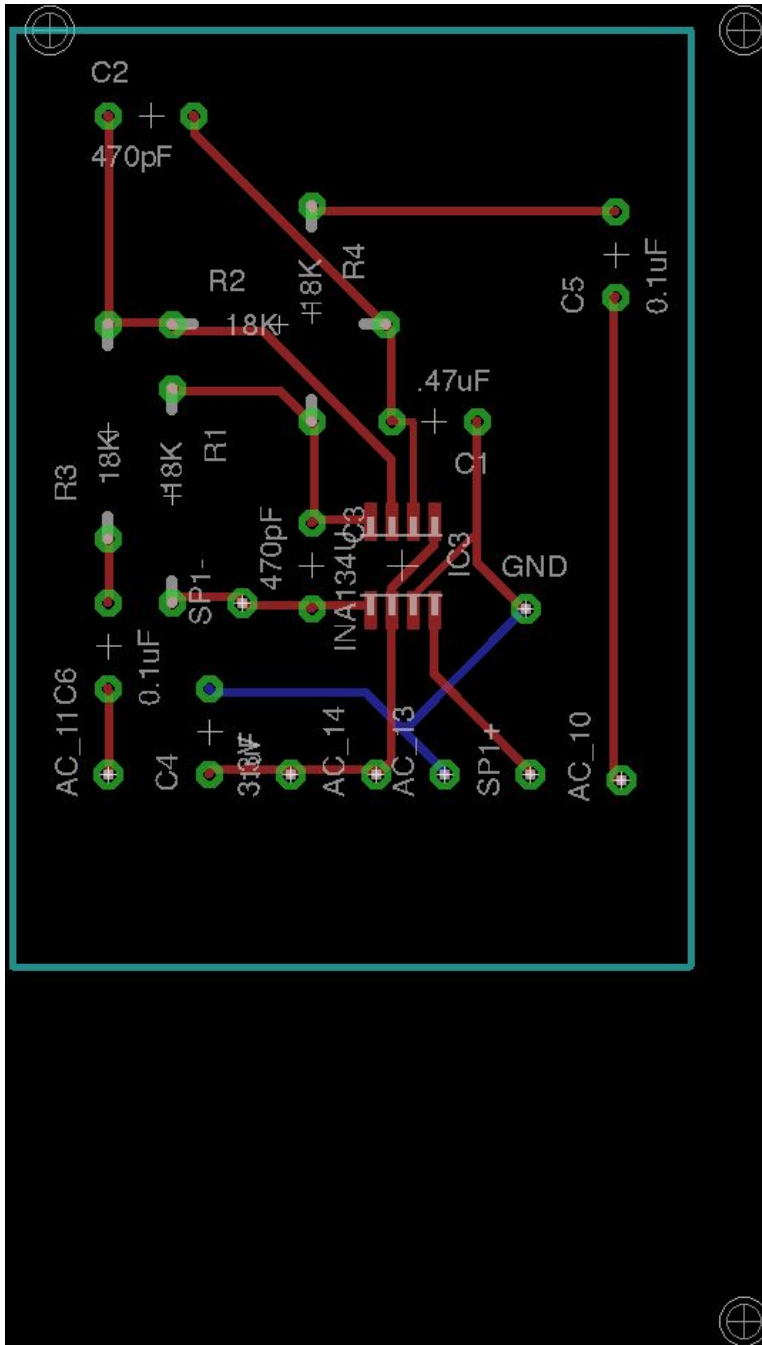 C2
470pF
R4
18K
R2
18K
0.1uF
C5
.47uF
C1
R1
18K
18K
R3
C3
470pF
IC3
INA134U
GND
SP1-
0.1uF
C6
AC_11
C4
AC_14
AC_13
SP1+
AC_10